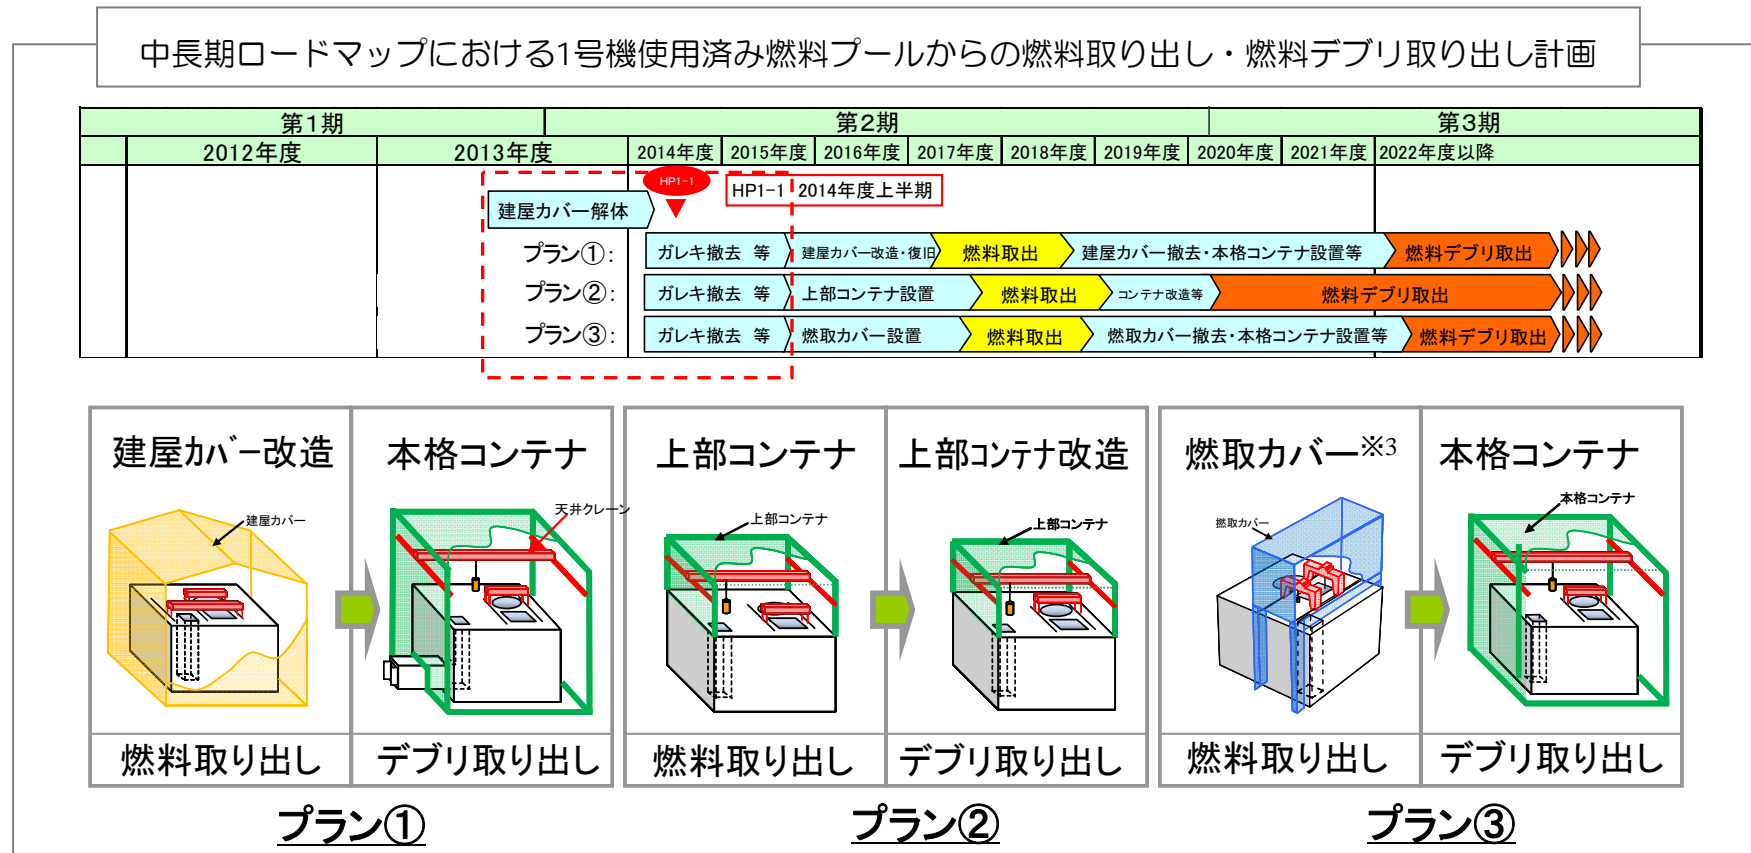 中長期ロードマップにおける1号機使用済み燃料プールからの燃料取り出し・燃料デブリ取り出し計画
第1期 第2期 第3期
2012年度 2013年度 2014年度 2015年度 2016年度 2017年度 2018年度 2019年度 2020年度 2021年度 2022年度以降
HP1-1
HP1-1 2014年度上半期
建屋カバー解体
プラン①: ガレキ撤去 等 建屋カバー改造・復旧 燃料取出 建屋カバー撤去・本格コンテナ設置等 燃料デブリ取出
プラン②: ガレキ撤去 等 上部コンテナ設置 燃料取出 コンテナ改造等 燃料デブリ取出
プラン③: ガレキ撤去 等 燃取カバー設置 燃料取出 燃取カバー撤去・本格コンテナ設置等 燃料デブリ取出
建屋ｶﾊﾞｰ改造 本格コンテナ 上部コンテナ 上部ｺﾝﾃﾅ改造 燃取カバー※3 本格コンテナ
建屋カバー 天井クレーン 上部コンテナ 上部コンテナ 撚取カバー 本格コンテナ
燃料取り出し デブリ取り出し 燃料取り出し デブリ取り出し 燃料取り出し デブリ取り出し
プラン① プラン② プラン③